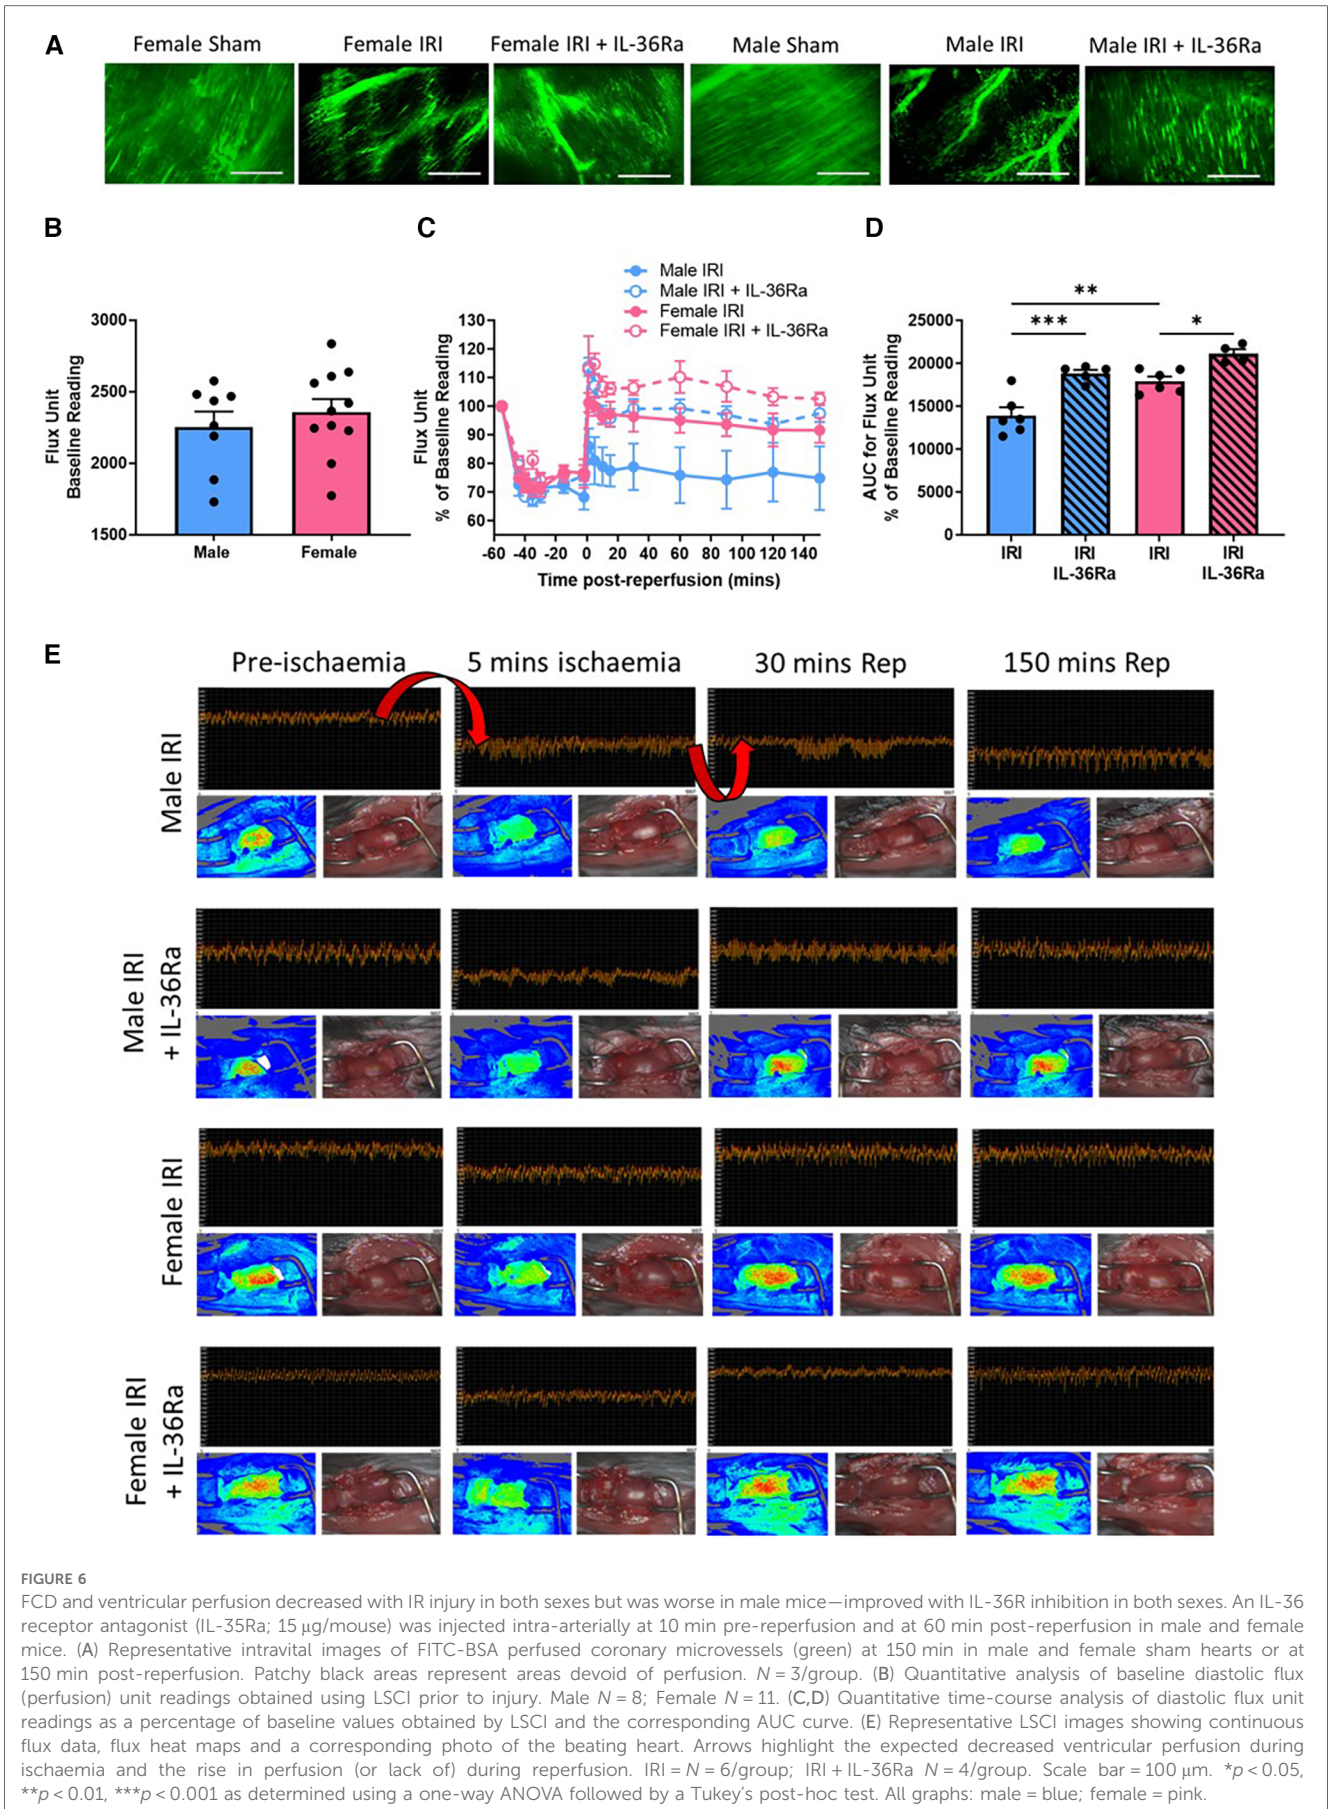 A
Female Sham
Female IRI
Female IRI + IL-36Ra
Male Sham
Male IRI
Male IRI + IL-36Ra
B
Flux Unit
Baseline Reading
3000
2500
2000
1500
Male
Female
C
Male IRI
Male IRI + IL-36Ra
Female IRI
Female IRI + IL-36Ra
Flux Unit
% of Baseline Reading
130
120
110
100
90
80
70
60
-60 -40 -20 0 20 40 60 80 100 120 140
Time post-reperfusion (mins)
D
AUC for Flux Unit
% of Baseline Reading
25000
20000
15000
10000
5000
0
**
***
*
IRI
IRI
IL-36Ra
IRI
IRI
IL-36Ra
E
Pre-ischaemia
5 mins ischaemia
30 mins Rep
150 mins Rep
Male IRI
Male IRI
+ IL-36Ra
Female IRI
Female IRI
+ IL-36Ra
FIGURE 6
FCD and ventricular perfusion decreased with IR injury in both sexes but was worse in male mice—improved with IL-36R inhibition in both sexes. An IL-36
receptor antagonist (IL-35Ra; 15 μg/mouse) was injected intra-arterially at 10 min pre-reperfusion and at 60 min post-reperfusion in male and female
mice. (A) Representative intravital images of FITC-BSA perfused coronary microvessels (green) at 150 min in male and female sham hearts or at
150 min post-reperfusion. Patchy black areas represent areas devoid of perfusion. N = 3/group. (B) Quantitative analysis of baseline diastolic flux
(perfusion) unit readings obtained using LSCI prior to injury. Male N = 8; Female N = 11. (C,D) Quantitative time-course analysis of diastolic flux unit
readings as a percentage of baseline values obtained by LSCI and the corresponding AUC curve. (E) Representative LSCI images showing continuous
flux data, flux heat maps and a corresponding photo of the beating heart. Arrows highlight the expected decreased ventricular perfusion during
ischaemia and the rise in perfusion (or lack of) during reperfusion. IRI = N = 6/group; IRI + IL-36Ra N = 4/group. Scale bar = 100 μm. *p < 0.05,
**p < 0.01, ***p < 0.001 as determined using a one-way ANOVA followed by a Tukey's post-hoc test. All graphs: male = blue; female = pink.